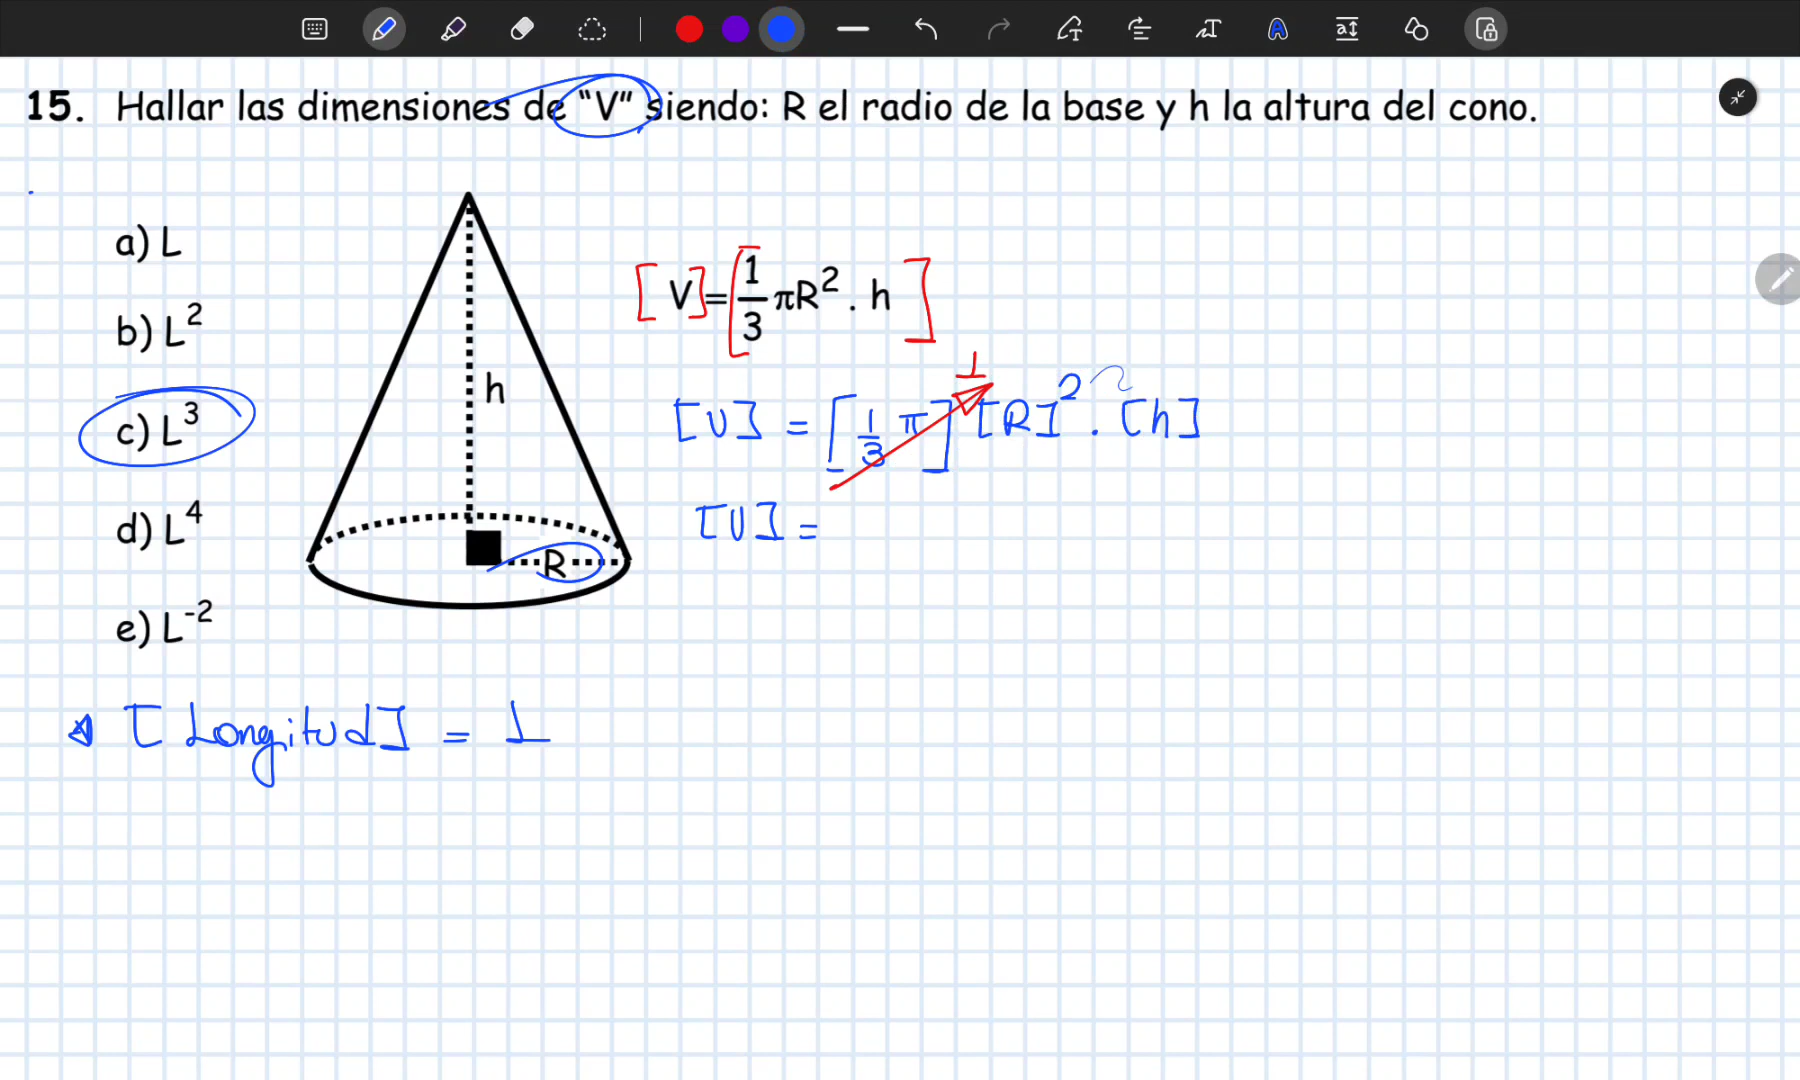 15. Hallar las dimensiones de “V” siendo: R el radio de la base y h la altura del cono.
a) L
b) L²
c) L³
d) L⁴
e) L⁻²
h
R
[V]=[1/3 πR² . h]
1
[V] = [1/3 π] [R]² . [h]
[V] =
[Longitud] = L